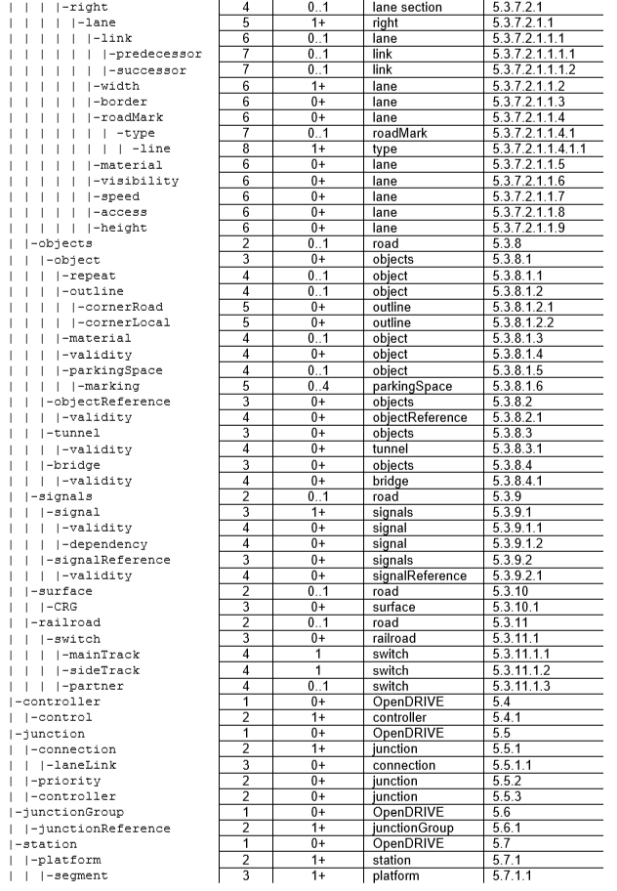 | | | |-right 4 0..1 lane section 5.3.7.2.1
| | | | |-lane 5 1+ right 5.3.7.2.1.1
| | | | | |-link 6 0..1 lane 5.3.7.2.1.1.1
| | | | | | |-predecessor 7 0..1 link 5.3.7.2.1.1.1.1
| | | | | | |-successor 7 0..1 link 5.3.7.2.1.1.1.2
| | | | | |-width 6 1+ lane 5.3.7.2.1.1.2
| | | | | |-border 6 0+ lane 5.3.7.2.1.1.3
| | | | | |-roadMark 6 0+ lane 5.3.7.2.1.1.4
| | | | | | | -type 7 0..1 roadMark 5.3.7.2.1.1.4.1
| | | | | | | | -line 8 1+ type 5.3.7.2.1.1.4.1.1
| | | | | |-material 6 0+ lane 5.3.7.2.1.1.5
| | | | | |-visibility 6 0+ lane 5.3.7.2.1.1.6
| | | | | |-speed 6 0+ lane 5.3.7.2.1.1.7
| | | | | |-access 6 0+ lane 5.3.7.2.1.1.8
| | | | | |-height 6 0+ lane 5.3.7.2.1.1.9
| |-objects 2 0..1 road 5.3.8
| | |-object 3 0+ objects 5.3.8.1
| | | |-repeat 4 0..1 object 5.3.8.1.1
| | | |-outline 4 0..1 object 5.3.8.1.2
| | | | |-cornerRoad 5 0+ outline 5.3.8.1.2.1
| | | | |-cornerLocal 5 0+ outline 5.3.8.1.2.2
| | | |-material 4 0..1 object 5.3.8.1.3
| | | |-validity 4 0+ object 5.3.8.1.4
| | | |-parkingSpace 4 0..1 object 5.3.8.1.5
| | | | |-marking 5 0..4 parkingSpace 5.3.8.1.6
| | |-objectReference 3 0+ objects 5.3.8.2
| | | |-validity 4 0+ objectReference 5.3.8.2.1
| | |-tunnel 3 0+ objects 5.3.8.3
| | | |-validity 4 0+ tunnel 5.3.8.3.1
| | |-bridge 3 0+ objects 5.3.8.4
| | | |-validity 4 0+ bridge 5.3.8.4.1
| |-signals 2 0..1 road 5.3.9
| | |-signal 3 1+ signals 5.3.9.1
| | | |-validity 4 0+ signal 5.3.9.1.1
| | | |-dependency 4 0+ signal 5.3.9.1.2
| | |-signalReference 3 0+ signals 5.3.9.2
| | | |-validity 4 0+ signalReference 5.3.9.2.1
| |-surface 2 0..1 road 5.3.10
| | |-CRG 3 0+ surface 5.3.10.1
| |-railroad 2 0..1 road 5.3.11
| | |-switch 3 0+ railroad 5.3.11.1
| | | |-mainTrack 4 1 switch 5.3.11.1.1
| | | |-sideTrack 4 1 switch 5.3.11.1.2
| | | |-partner 4 0..1 switch 5.3.11.1.3
|-controller 1 0+ OpenDRIVE 5.4
| |-control 2 1+ controller 5.4.1
|-junction 1 0+ OpenDRIVE 5.5
| |-connection 2 1+ junction 5.5.1
| | |-laneLink 3 0+ connection 5.5.1.1
| |-priority 2 0+ junction 5.5.2
| |-controller 2 0+ junction 5.5.3
|-junctionGroup 1 0+ OpenDRIVE 5.6
| |-junctionReference 2 1+ junctionGroup 5.6.1
|-station 1 0+ OpenDRIVE 5.7
| |-platform 2 1+ station 5.7.1
| | |-segment 3 1+ platform 5.7.1.1